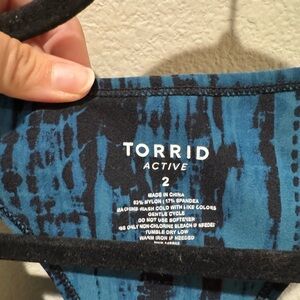 TORRID
ACTIVE
2
MADE IN CHINA
83% NYLON | 17% SPANDEX
MACHINE WASH COLD WITH LIKE COLORS
GENTLE CYCLE
DO NOT USE SOFTENER
USE ONLY NON-CHLORINE BLEACH IF NEEDED
TUMBLE DRY LOW
WARM IRON IF NEEDED